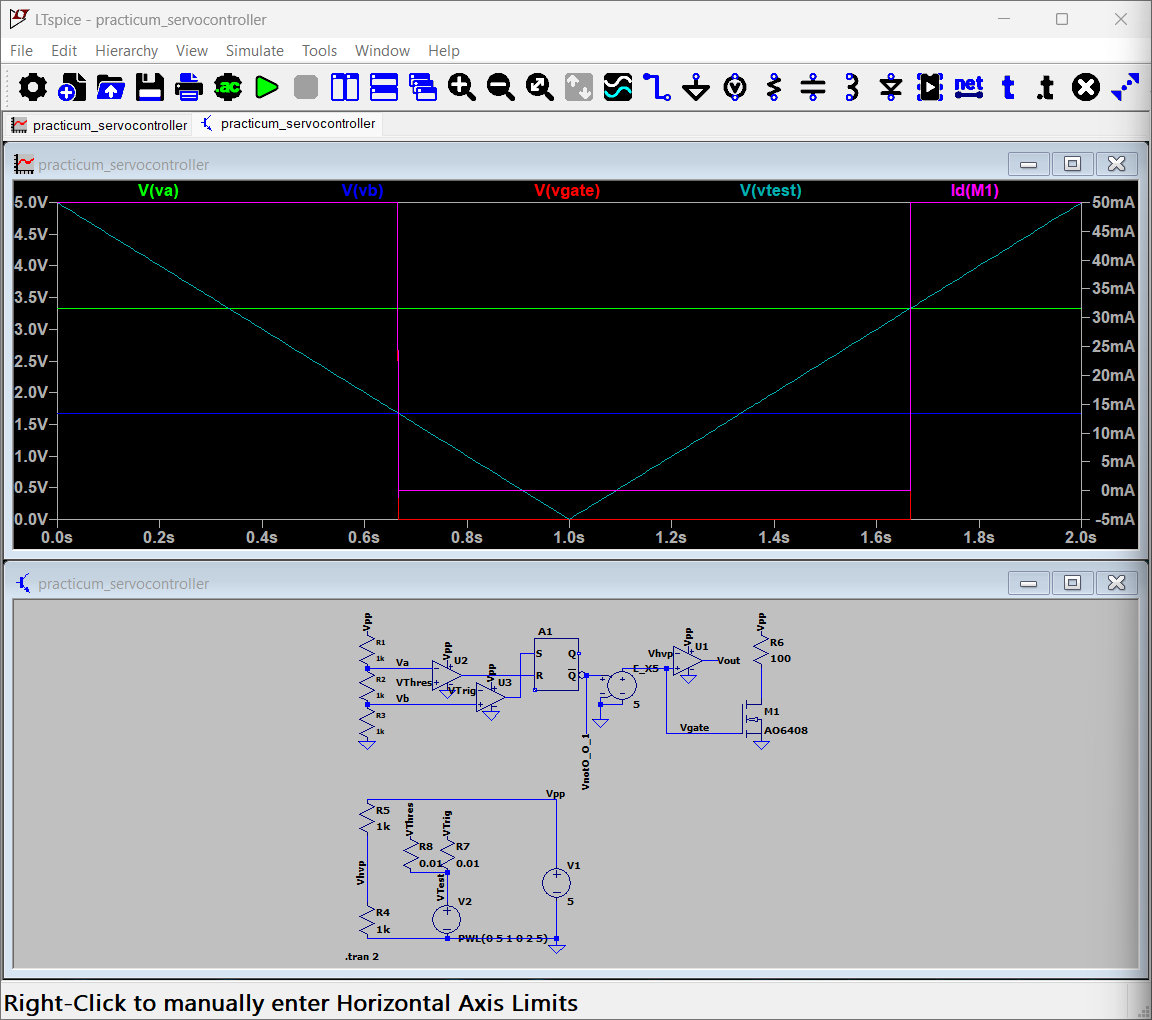 LTspice - practicum_servocontroller
File Edit Hierarchy View Simulate Tools Window Help
.ac net t .t
practicum_servocontroller practicum_servocontroller
practicum_servocontroller
V(va) V(vb) V(vgate) V(vtest) Id(M1)
5.0V 50mA
4.5V 45mA
4.0V 40mA
3.5V 35mA
3.0V 30mA
2.5V 25mA
2.0V 20mA
1.5V 15mA
1.0V 10mA
0.5V 5mA
0mA
0.0V -5mA
0.0s 0.2s 0.4s 0.6s 0.8s 1.0s 1.2s 1.4s 1.6s 1.8s 2.0s
practicum_servocontroller
Vpp Vpp
R1 Vpp A1 Vpp R6
1k Va U2 S Q Vhvp U1 100
Vpp R Q E_X5 Vout
R2 VThres U3
1k VTrig
Vb 5
R3 M1
1k Vgate AO6408
VnotO_O_1
Vpp
R5 VThres VTrig
1k
R8 R7
0.01 0.01
Vhvp VTest V1
V2 5
R4
1k
PWL(0 5 1 0 2 5)
.tran 2
Right-Click to manually enter Horizontal Axis Limits